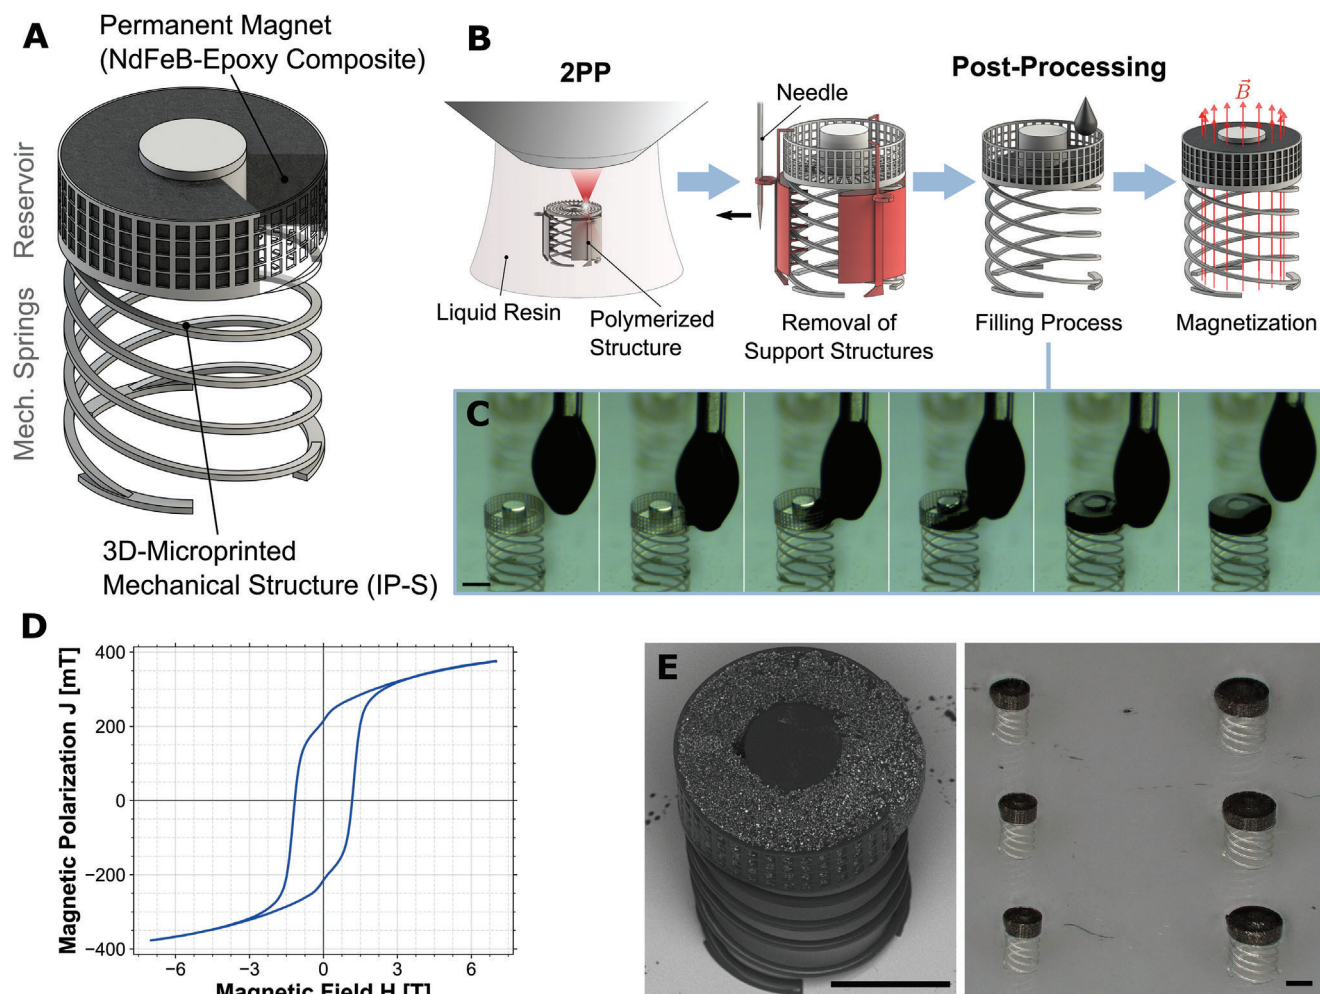 A
Permanent Magnet
(NdFeB-Epoxy Composite)
Reservoir
Mech. Springs
3D-Microprinted
Mechanical Structure (IP-S)
B
2PP
Post-Processing
Needle
B
Liquid Resin
Polymerized
Structure
Removal of
Support Structures
Filling Process
Magnetization
C
D
Magnetic Polarization J [mT]
400
200
0
−200
−400
−6
−3
0
3
6
Magnetic Field H [T]
E